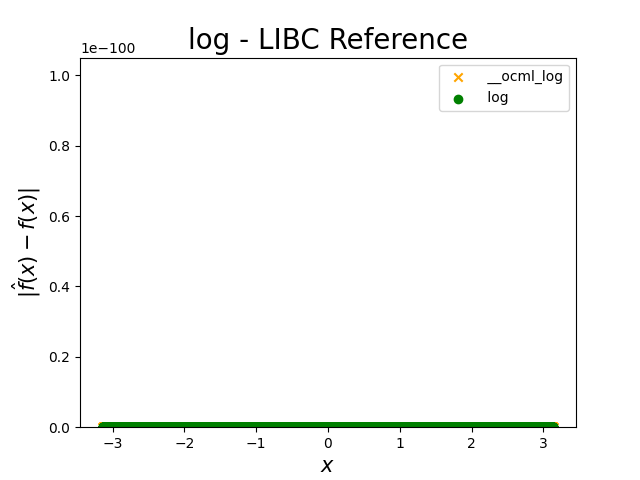 log - LIBC Reference
1e−100
1.0
0.8
0.6
0.4
0.2
0.0
|f̂(x) − f(x)|
__ocml_log
log
−3
−2
−1
0
1
2
3
x